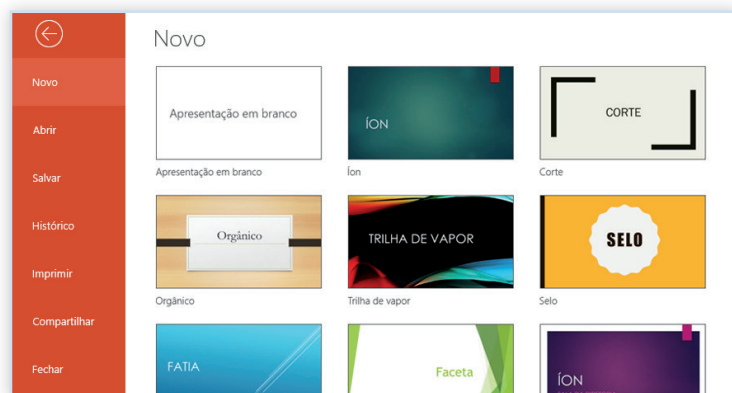 Novo
Novo
Abrir
Salvar
Histórico
Imprimir
Compartilhar
Fechar
Apresentação em branco
Apresentação em branco
ÍON
Íon
CORTE
Corte
Orgânico
Orgânico
TRILHA DE VAPOR
Trilha de vapor
SELO
Selo
FATIA
Faceta
ÍON